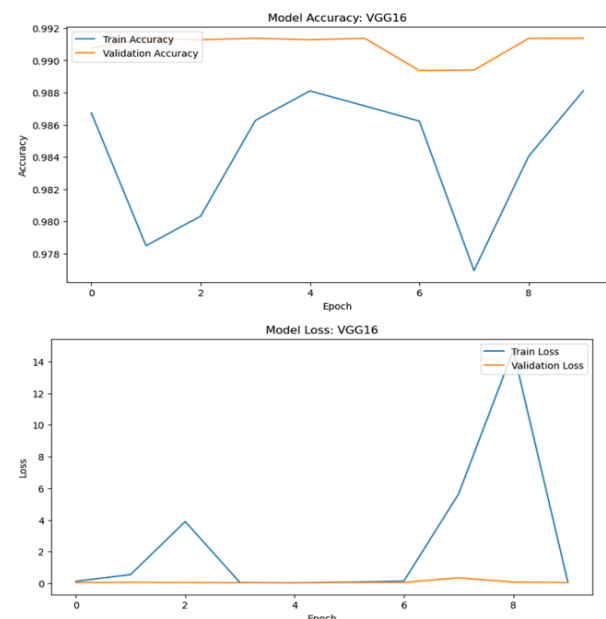 Model Accuracy: VGG16
0.992
0.990
0.988
0.986
0.984
0.982
0.980
0.978
Accuracy
Train Accuracy
Validation Accuracy
0 2 4 6 8
Epoch
Model Loss: VGG16
14
12
10
8
6
4
2
0
Loss
Train Loss
Validation Loss
0 2 4 6 8
Epoch